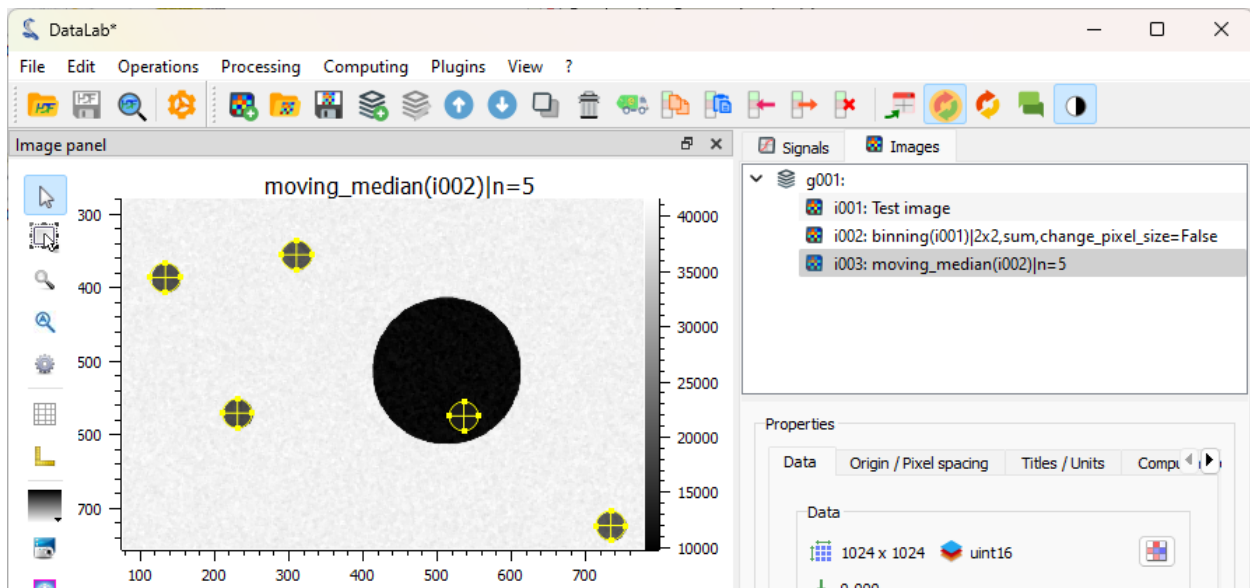 DataLab*
File Edit Operations Processing Computing Plugins View ?
Image panel
Signals Images
moving_median(i002)|n=5
300
400
500
500
700
100 200 300 400 500 600 700
40000
35000
30000
25000
20000
15000
10000
g001:
i001: Test image
i002: binning(i001)|2x2,sum,change_pixel_size=False
i003: moving_median(i002)|n=5
Properties
Data Origin / Pixel spacing Titles / Units
Data
1024 x 1024 uint16